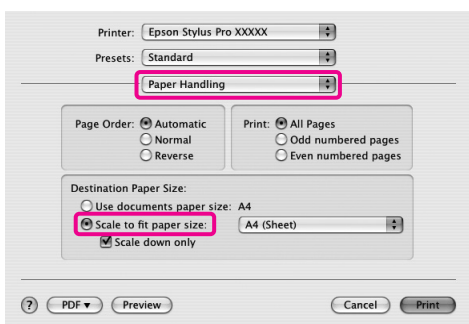 Printer: Epson Stylus Pro XXXXX
Presets: Standard
Paper Handling
Page Order: Automatic
Normal
Reverse
Print: All Pages
Odd numbered pages
Even numbered pages
Destination Paper Size:
Use documents paper size: A4
Scale to fit paper size: A4 (Sheet)
Scale down only
? PDF ▼ Preview Cancel Print